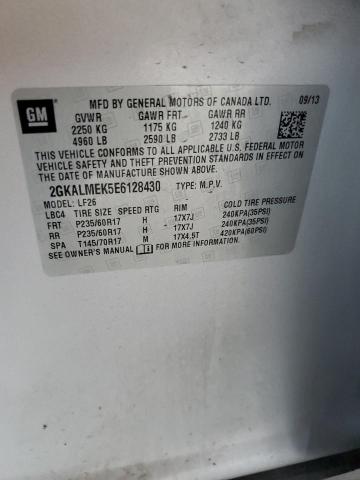 GM
MFD BY GENERAL MOTORS OF CANADA LTD. 09/13
GVWR GAWR FRT GAWR RR
2250 KG 1175 KG 1240 KG
4960 LB 2590 LB 2733 LB
THIS VEHICLE CONFORMS TO ALL APPLICABLE U.S. FEDERAL MOTOR
VEHICLE SAFETY AND THEFT PREVENTION STANDARDS IN EFFECT ON
THE DATE OF MANUFACTURE SHOWN ABOVE.
2GKALMEK5E6128430 TYPE: M.P.V.
MODEL: LF26
LBC4 TIRE SIZE SPEED RTG RIM COLD TIRE PRESSURE
FRT P235/60R17 H 17X7J 240KPA(35PSI)
RR P235/60R17 H 17X7J 240KPA(35PSI)
SPA T145/70R17 M 17X4.5T 420KPA(60PSI)
SEE OWNER'S MANUAL FOR MORE INFORMATION